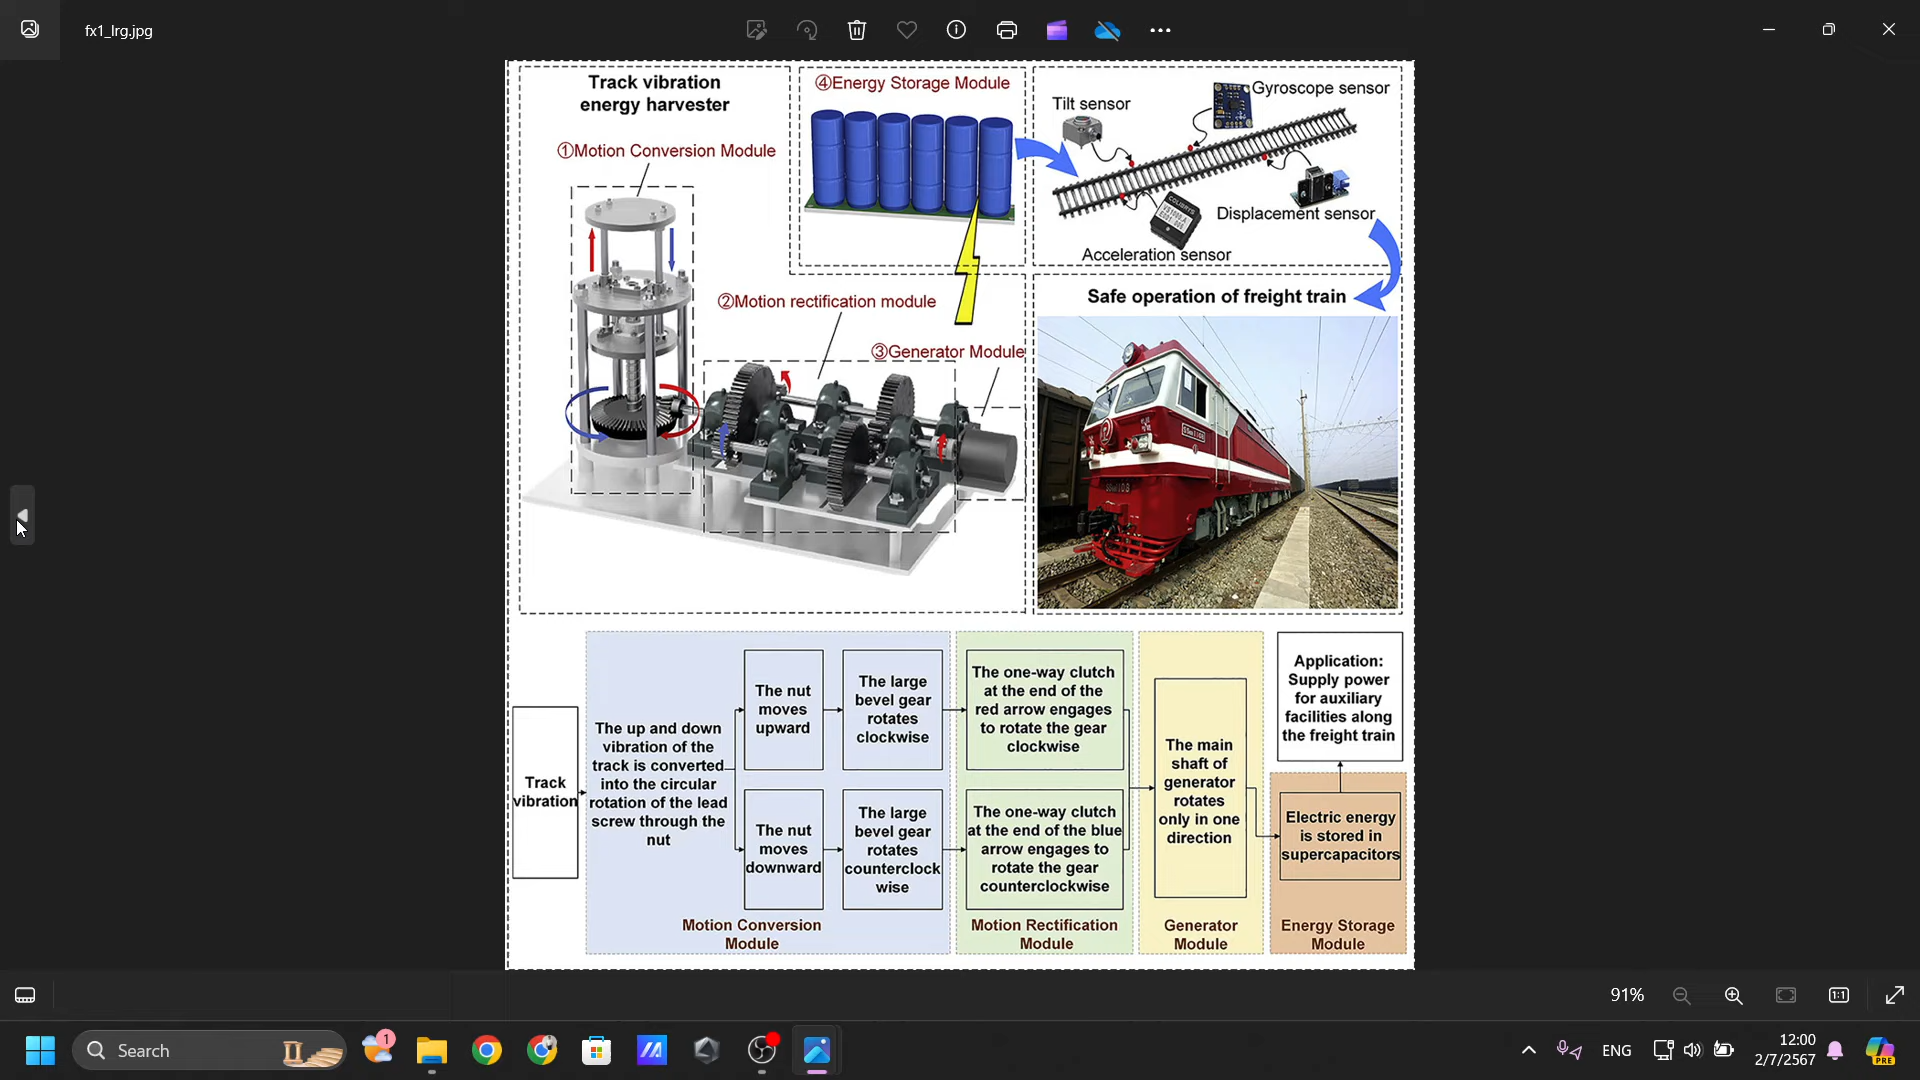 fx1_lrg.jpg
Track vibration
energy harvester
①Motion Conversion Module
④Energy Storage Module
Tilt sensor
Gyroscope sensor
Displacement sensor
COLIBRYS
Acceleration sensor
②Motion rectification module
③Generator Module
Safe operation of freight train
Track
vibration
The up and down
vibration of the
track is converted
into the circular
rotation of the lead
screw through the
nut
The nut
moves
upward
The large
bevel gear
rotates
clockwise
The nut
moves
downward
The large
bevel gear
rotates
counterclock
wise
Motion Conversion
Module
The one-way clutch
at the end of the
red arrow engages
to rotate the gear
clockwise
The one-way clutch
at the end of the blue
arrow engages to
rotate the gear
counterclockwise
Motion Rectification
Module
The main
shaft of
generator
rotates
only in one
direction
Generator
Module
Application:
Supply power
for auxiliary
facilities along
the freight train
Electric energy
is stored in
supercapacitors
Energy Storage
Module
91%
1:1
Search
1
ENG
12:00
2/7/2567
PRE